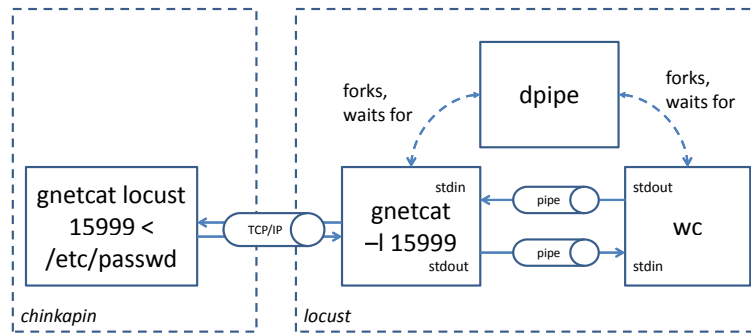 forks,
waits for
dpipe
forks,
waits for
gnetcat locust
15999 <
/etc/passwd
TCP/IP
stdin
gnetcat
–l 15999
stdout
pipe
pipe
stdout
wc
stdin
chinkapin
locust